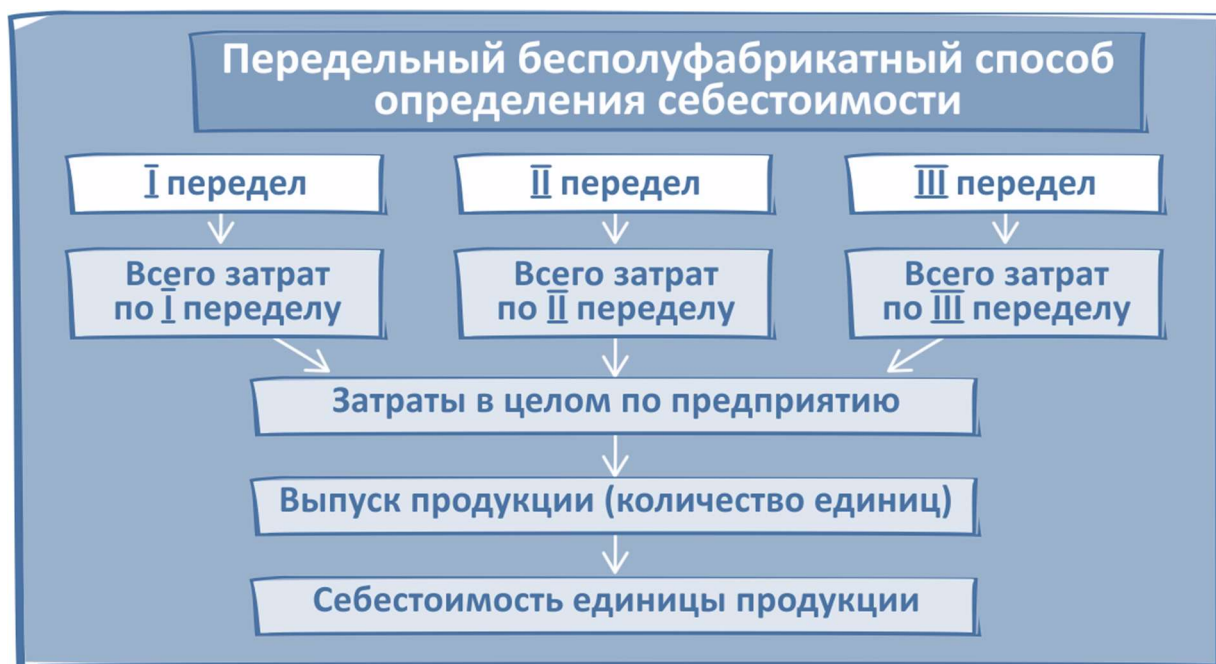 Передельный бесполуфабрикатный способ
определения себестоимости
I передел
II передел
III передел
Всего затрат
по I переделу
Всего затрат
по II переделу
Всего затрат
по III переделу
Затраты в целом по предприятию
Выпуск продукции (количество единиц)
Себестоимость единицы продукции